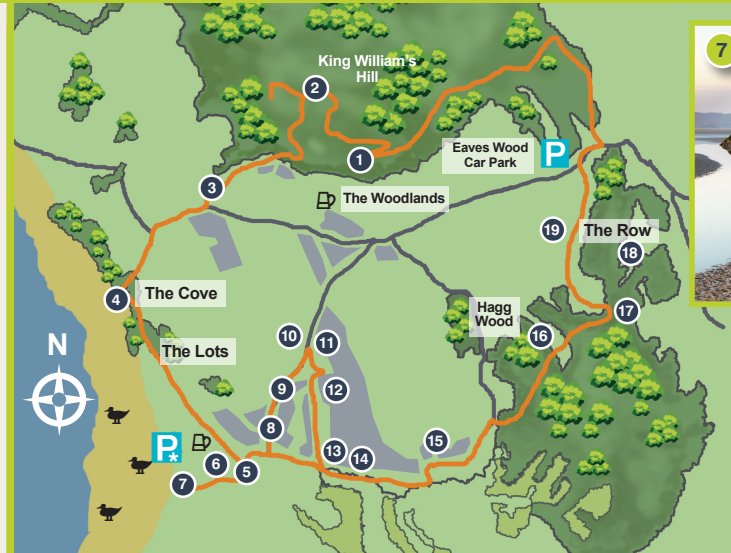 King William's
Hill
2
7
1
Eaves Wood
Car Park
P
3
The Woodlands
19
The Row
18
4
The Cove
17
Hagg
Wood
16
The Lots
10
11
N
9
12
8
15
13
14
P*
6
5
7